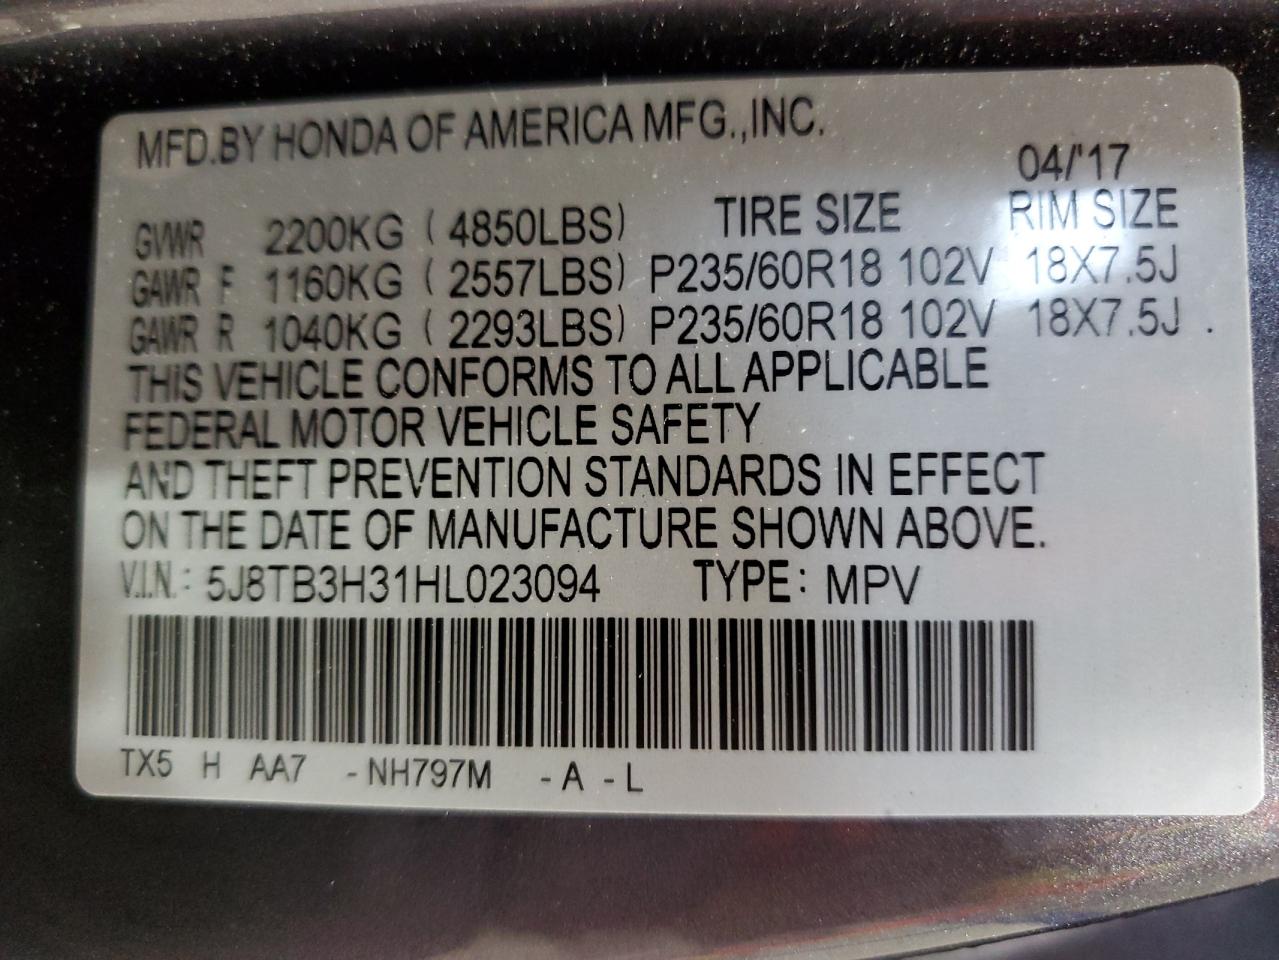 MFD.BY HONDA OF AMERICA MFG.,INC.
04/'17
GVWR 2200KG ( 4850LBS) TIRE SIZE RIM SIZE
GAWR F 1160KG ( 2557LBS) P235/60R18 102V 18X7.5J
GAWR R 1040KG ( 2293LBS) P235/60R18 102V 18X7.5J .
THIS VEHICLE CONFORMS TO ALL APPLICABLE
FEDERAL MOTOR VEHICLE SAFETY
AND THEFT PREVENTION STANDARDS IN EFFECT
ON THE DATE OF MANUFACTURE SHOWN ABOVE.
V.I.N.: 5J8TB3H31HL023094 TYPE: MPV
TX5 H AA7 -NH797M -A -L